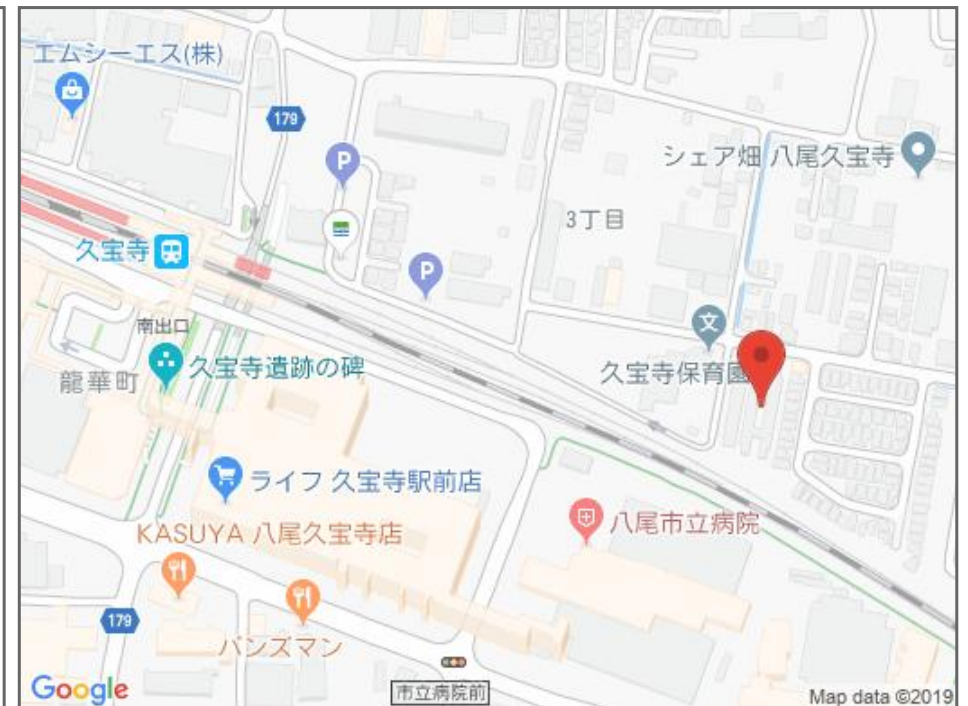 エムシーエス(株)
179
P
シェア畑 八尾久宝寺
3丁目
久宝寺
P
南出口
文
久宝寺遺跡の碑
久宝寺保育園
龍華町
ライフ 久宝寺駅前店
八尾市立病院
KASUYA 八尾久宝寺店
179
バンズマン
Google
市立病院前
Map data ©2019